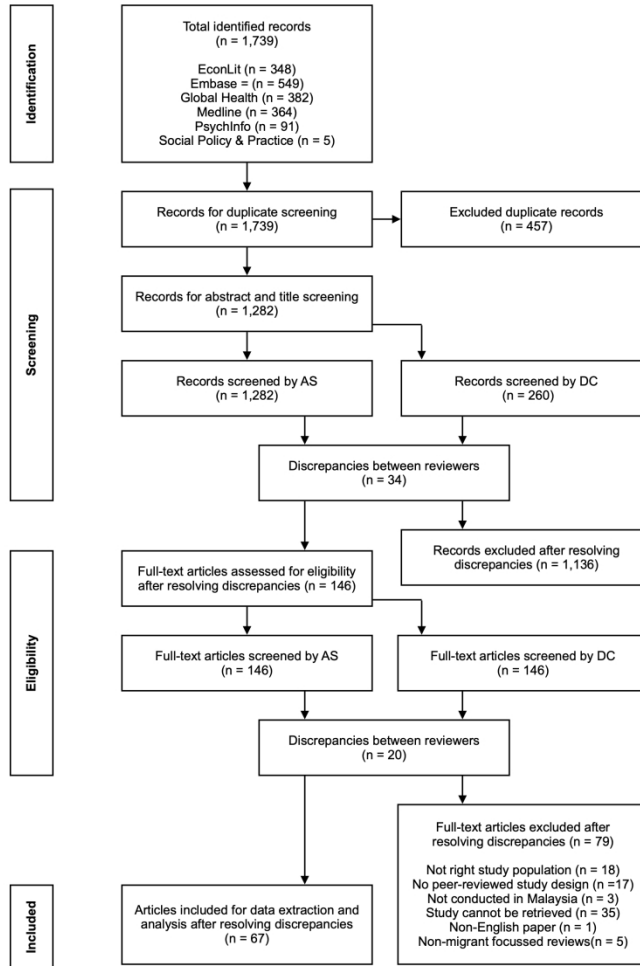 Identification
Total identified records
(n = 1,739)
EconLit (n = 348)
Embase = (n = 549)
Global Health (n = 382)
Medline (n = 364)
PsychInfo (n = 91)
Social Policy & Practice (n = 5)
Screening
Records for duplicate screening
(n = 1,739)
Excluded duplicate records
(n = 457)
Records for abstract and title screening
(n = 1,282)
Records screened by AS
(n = 1,282)
Records screened by DC
(n = 260)
Discrepancies between reviewers
(n = 34)
Records excluded after resolving
discrepancies (n = 1,136)
Eligibility
Full-text articles assessed for eligibility
after resolving discrepancies (n = 146)
Full-text articles screened by AS
(n = 146)
Full-text articles screened by DC
(n = 146)
Discrepancies between reviewers
(n = 20)
Full-text articles excluded after
resolving discrepancies (n = 79)
Not right study population (n = 18)
No peer-reviewed study design (n =17)
Not conducted in Malaysia (n = 3)
Study cannot be retrieved (n = 35)
Non-English paper (n = 1)
Non-migrant focussed reviews(n = 5)
Included
Articles included for data extraction and
analysis after resolving discrepancies
(n = 67)